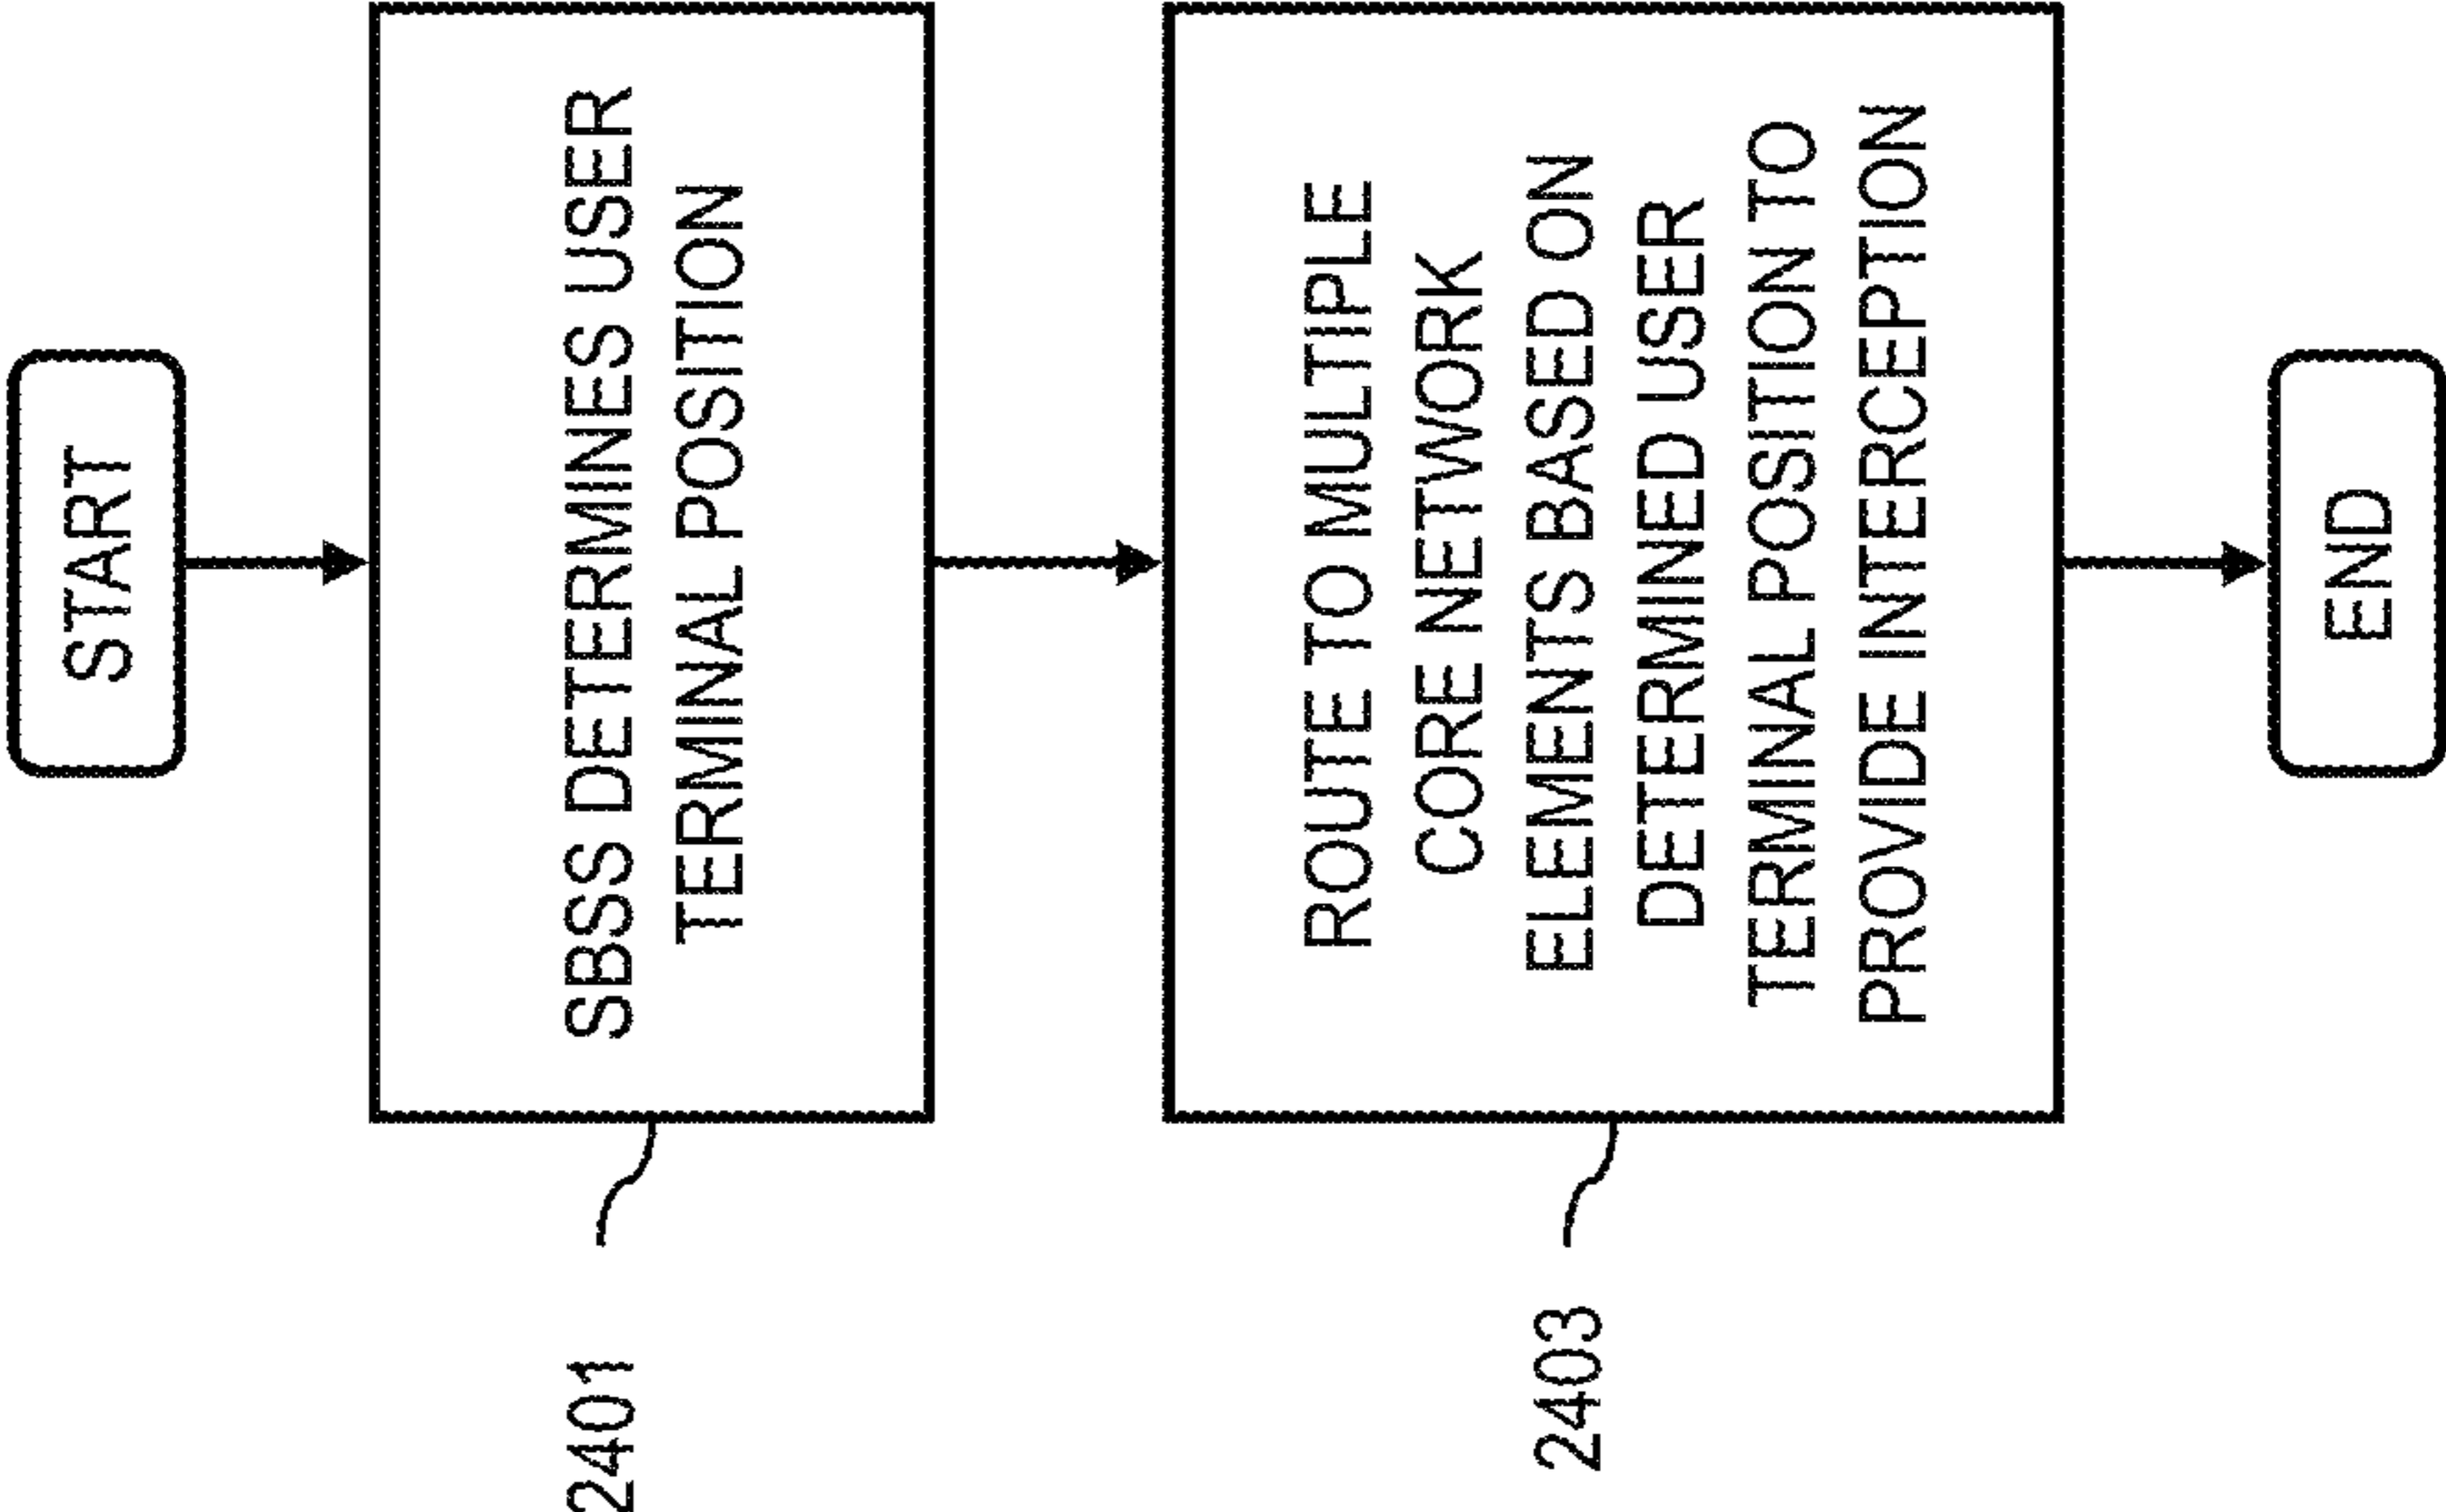 START
SBSS DETERMINES USER
TERMINAL POSITION
2401
ROUTE TO MULTIPLE
CORE NETWORK
ELEMENTS BASED ON
DETERMINED USER
TERMINAL POSITION TO
PROVIDE INTERCEPTION
2403
END